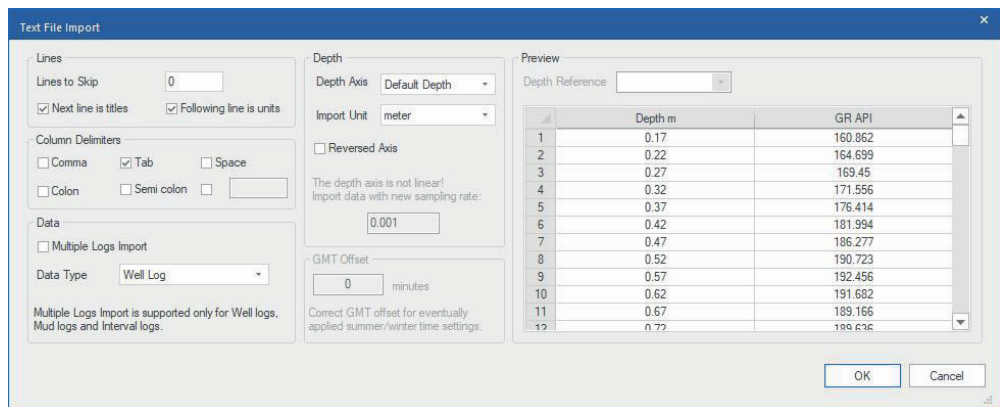 Text File Import
Lines
Lines to Skip 0
Next line is titles Following line is units
Column Delimiters
Comma Tab Space
Colon Semi colon
Data
Multiple Logs Import
Data Type Well Log
Multiple Logs Import is supported only for Well logs,
Mud logs and Interval logs.
Depth
Depth Axis Default Depth
Import Unit meter
Reversed Axis
The depth axis is not linear!
Import data with new sampling rate:
0.001
GMT Offset
0 minutes
Correct GMT offset for eventually
applied summer/winter time settings.
Preview
Depth Reference
Depth m GR API
1 0.17 160.862
2 0.22 164.699
3 0.27 169.45
4 0.32 171.556
5 0.37 176.414
6 0.42 181.994
7 0.47 186.277
8 0.52 190.723
9 0.57 192.456
10 0.62 191.682
11 0.67 189.166
12 0.72 189.636
OK Cancel